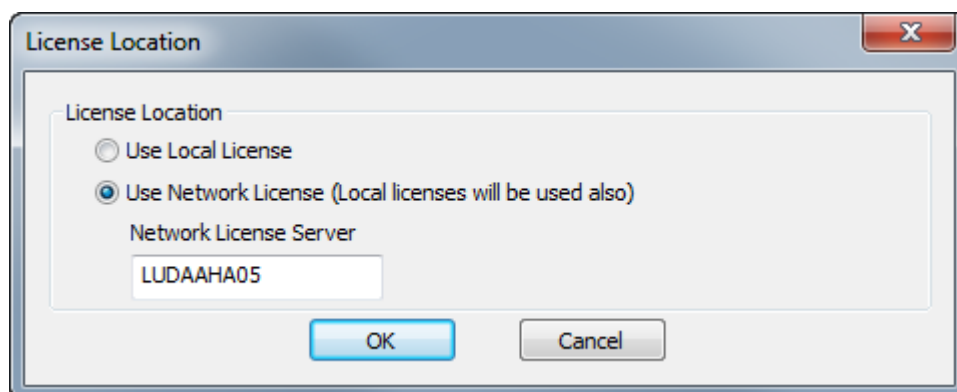 License Location
License Location
Use Local License
Use Network License (Local licenses will be used also)
Network License Server
LUDAAHA05
OK
Cancel